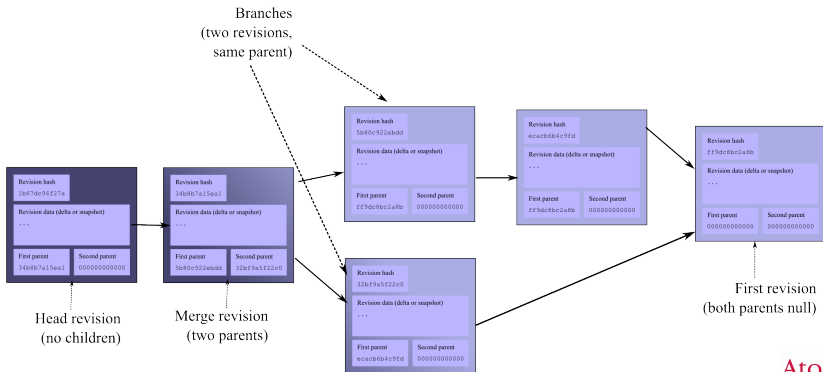 Branches
(two revisions,
same parent)
Revision hash
5b80c922ebdd
Revision data (delta or snapshot)
...
First parent
Second parent
ff9dc8bc2a8b
000000000000
Revision hash
ecacb6b4c9fd
Revision data (delta or snapshot)
...
First parent
Second parent
ff9dc8bc2a8b
000000000000
Revision hash
ff9dc8bc2a8b
Revision data (delta or snapshot)
...
First parent
Second parent
000000000000
000000000000
Revision hash
1b67dc96f27a
Revision data (delta or snapshot)
...
First parent
Second parent
34b8b7a15ea1
000000000000
Revision hash
34b8b7a15ea1
Revision data (delta or snapshot)
...
First parent
Second parent
5b80c922ebdd
32bf9a5f22c0
Revision hash
32bf9a5f22c0
Revision data (delta or snapshot)
...
First parent
Second parent
ecacb6b4c9fd
000000000000
Head revision
(no children)
Merge revision
(two parents)
First revision
(both parents null)
Ato